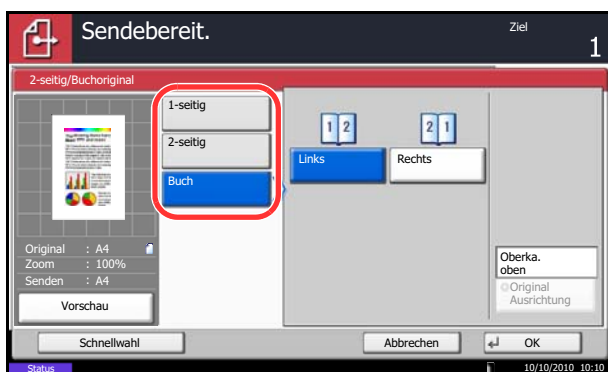 Sendebereit.
Ziel
1
2-seitig/Buchoriginal
1-seitig
2-seitig
Buch
1 2
2 1
Links
Rechts
Original : A4
Zoom : 100%
Senden : A4
Vorschau
Oberka.
oben
Original
Ausrichtung
Schnellwahl
Abbrechen
OK
Status
10/10/2010 10:10